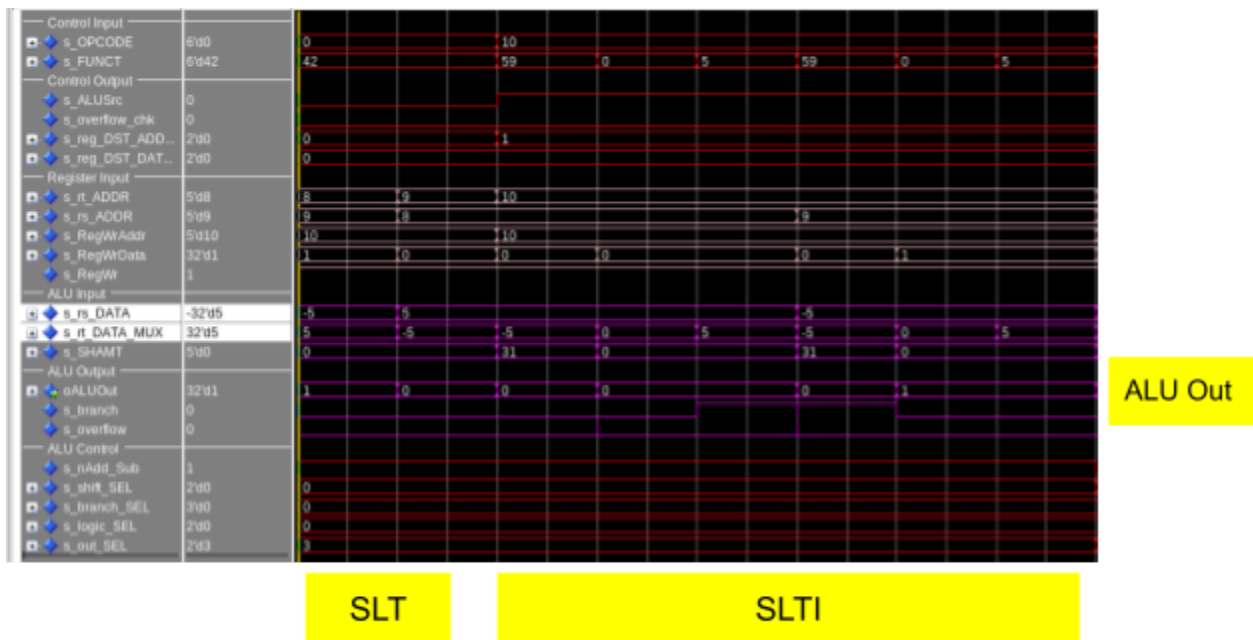 Control Input
s_OPCODE 6'd0 0 10
s_FUNCT 6'd42 42 59 0 5 59 0 5
Control Output
s_ALUSrc 0
s_overflow_chk 0
s_reg_DST_ADD... 2'd0 0 1
s_reg_DST_DAT... 2'd0 0
Register Input
s_rt_ADDR 5'd8 8 9 10
s_rs_ADDR 5'd9 9 8 9
s_RegWrAddr 5'd10 10 10
s_RegWrData 32'd1 1 0 0 0 0 1
s_RegWr 1
ALU Input
s_rs_DATA -32'd5 -5 5 -5
s_rt_DATA_MUX 32'd5 5 -5 -5 0 5 -5 0 5
s_SHAMT 5'd0 0 31 0 31 0
ALU Output
oALUOut 32'd1 1 0 0 0 0 1
s_branch 0
s_overflow 0
ALU Control
s_nAdd_Sub 1
s_shift_SEL 2'd0 0
s_branch_SEL 3'd0 0
s_logic_SEL 2'd0 0
s_out_SEL 2'd3 3
ALU Out
SLT SLTI